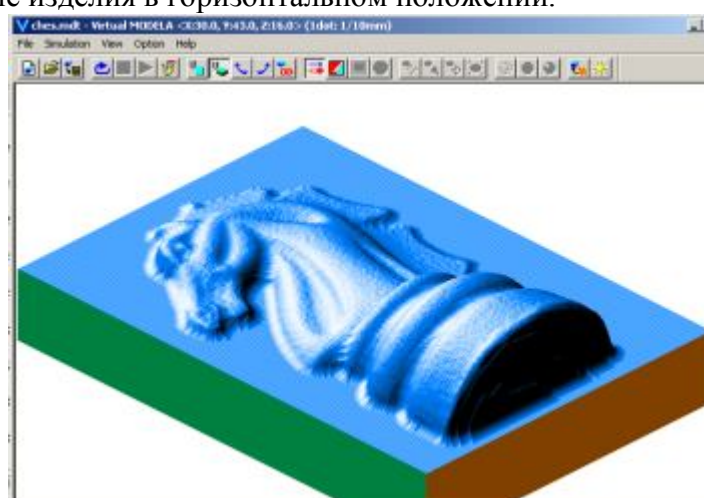 ие изделия в горизонтальном положении.
ches.mdt - Virtual MODELA <X:30.0, Y:43.0, Z:16.0> (1dot: 1/10mm)
File Simulation View Option Help